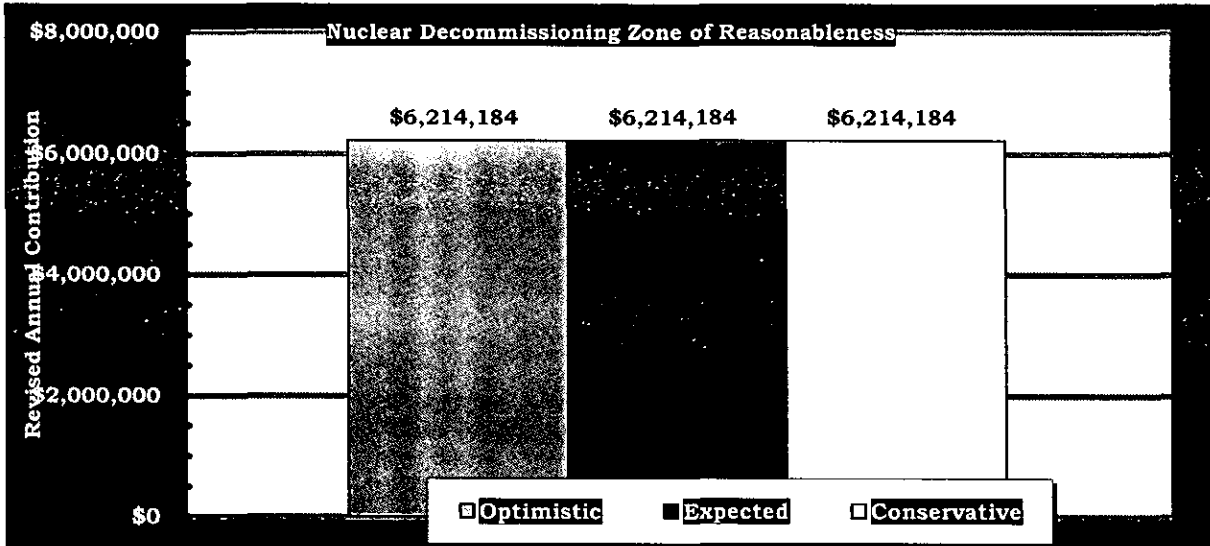 Nuclear Decommissioning Zone of Reasonableness
Revised Annual Contribution
$8,000,000
$6,000,000
$4,000,000
$2,000,000
$0
$6,214,184 $6,214,184 $6,214,184
Optimistic Expected Conservative